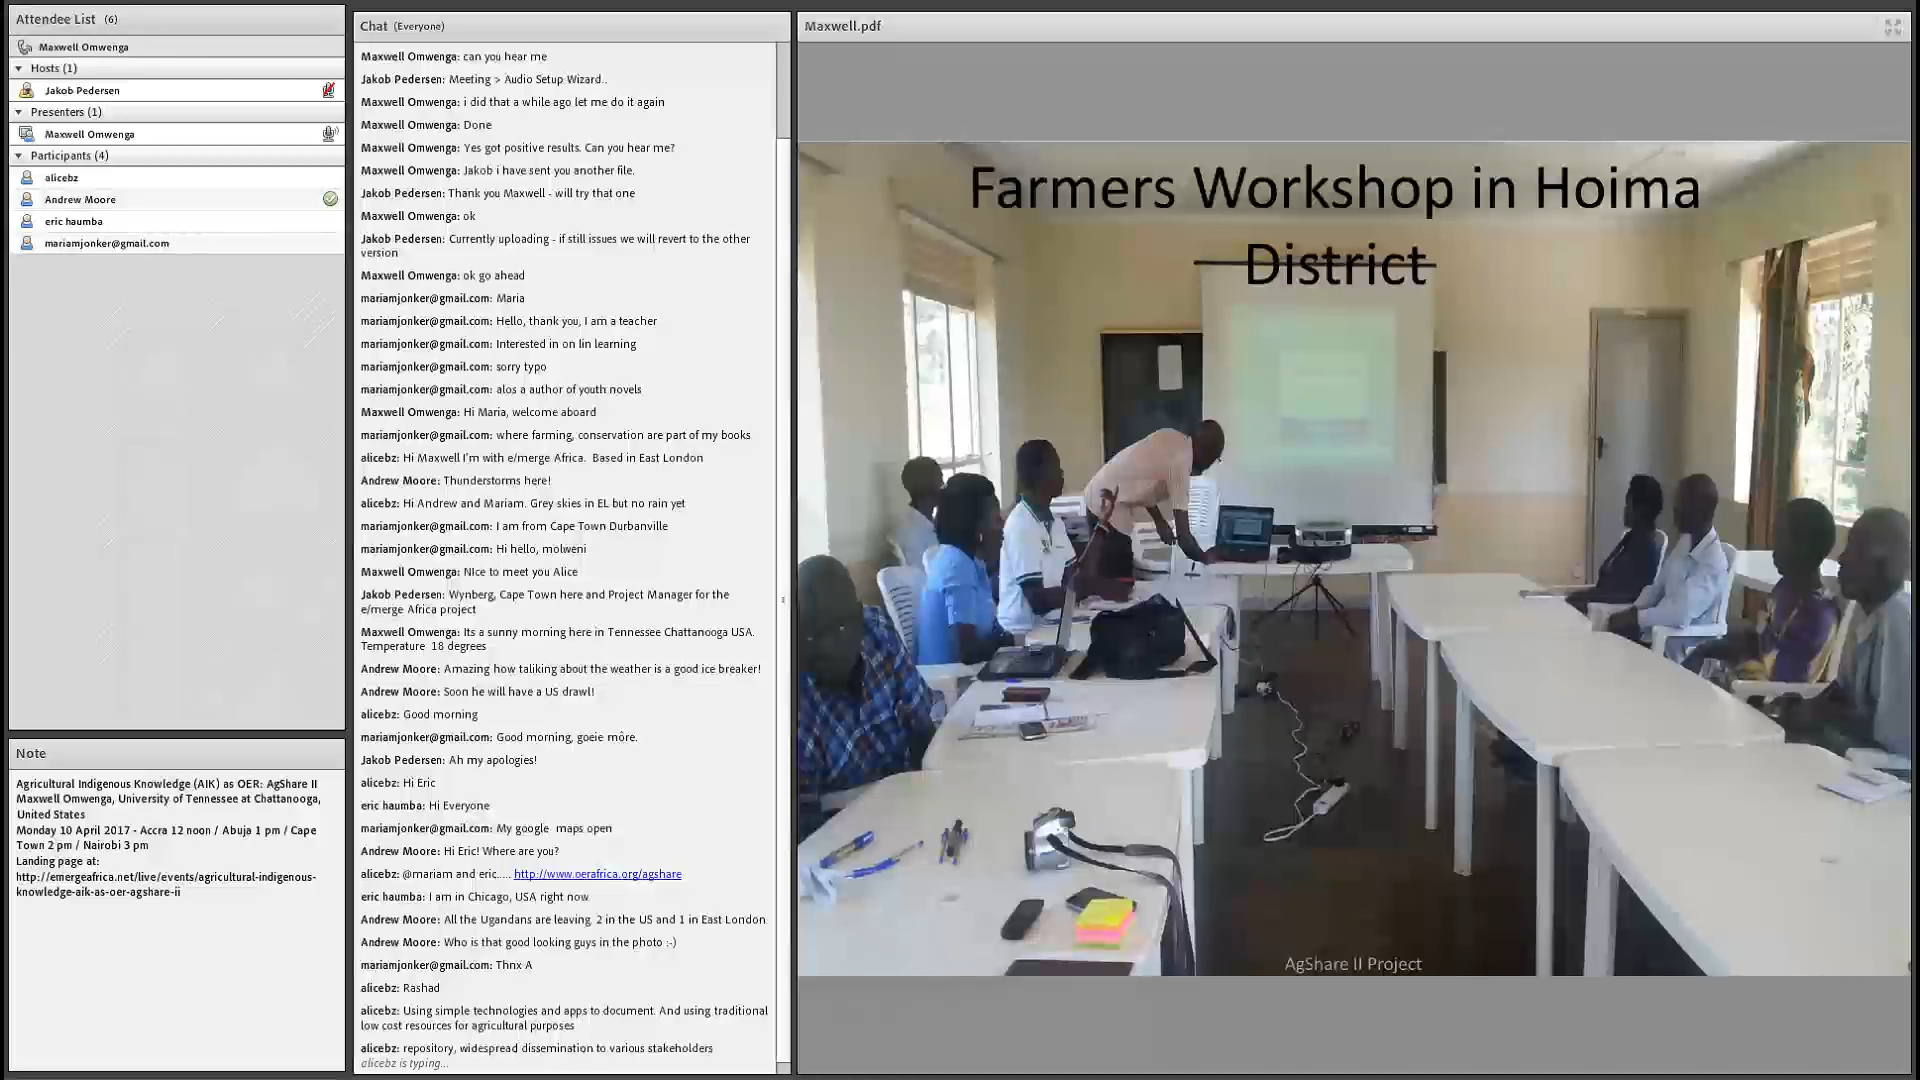 Attendee List (6)
Maxwell Omwenga
Hosts (1)
Jakob Pedersen
Presenters (1)
Maxwell Omwenga
Participants (4)
alicebz
Andrew Moore
eric haumba
mariamjonker@gmail.com
Note
Agricultural Indigenous Knowledge (AIK) as OER: AgShare II
Maxwell Omwenga, University of Tennessee at Chattanooga,
United States
Monday 10 April 2017 - Accra 12 noon / Abuja 1 pm / Cape
Town 2 pm / Nairobi 3 pm
Landing page at:
http://emergeafrica.net/live/events/agricultural-indigenous-
knowledge-aik-as-oer-agshare-ii
Chat (Everyone)
Maxwell Omwenga: can you hear me
Jakob Pedersen: Meeting > Audio Setup Wizard..
Maxwell Omwenga: i did that a while ago let me do it again
Maxwell Omwenga: Done
Maxwell Omwenga: Yes got positive results. Can you hear me?
Maxwell Omwenga: Jakob i have sent you another file.
Jakob Pedersen: Thank you Maxwell - will try that one
Maxwell Omwenga: ok
Jakob Pedersen: Currently uploading - if still issues we will revert to the other
version
Maxwell Omwenga: ok go ahead
mariamjonker@gmail.com: Maria
mariamjonker@gmail.com: Hello, thank you, I am a teacher
mariamjonker@gmail.com: Interested in on lin learning
mariamjonker@gmail.com: sorry typo
mariamjonker@gmail.com: alos a author of youth novels
Maxwell Omwenga: Hi Maria, welcome aboard
mariamjonker@gmail.com: where farming, conservation are part of my books
alicebz: Hi Maxwell I'm with e/merge Africa. Based in East London
Andrew Moore: Thunderstorms here!
alicebz: Hi Andrew and Mariam. Grey skies in EL but no rain yet
mariamjonker@gmail.com: I am from Cape Town Durbanville
mariamjonker@gmail.com: Hi hello, molweni
Maxwell Omwenga: NIce to meet you Alice
Jakob Pedersen: Wynberg, Cape Town here and Project Manager for the
e/merge Africa project
Maxwell Omwenga: Its a sunny morning here in Tennessee Chattanooga USA.
Temperature 18 degrees
Andrew Moore: Amazing how taliking about the weather is a good ice breaker!
Andrew Moore: Soon he will have a US drawl!
alicebz: Good morning
mariamjonker@gmail.com: Good morning, goeie môre.
Jakob Pedersen: Ah my apologies!
alicebz: Hi Eric
eric haumba: Hi Everyone
mariamjonker@gmail.com: My google maps open
Andrew Moore: Hi Eric! Where are you?
alicebz: @mariam and eric.... http://www.oerafrica.org/agshare
eric haumba: I am in Chicago, USA right now
Andrew Moore: All the Ugandans are leaving. 2 in the US and 1 in East London
Andrew Moore: Who is that good looking guys in the photo :-)
mariamjonker@gmail.com: Thnx A
alicebz: Rashad
alicebz: Using simple technologies and apps to document. And using traditional
low cost resources for agricultural purposes
alicebz: repository, widespread dissemination to various stakeholders
alicebz is typing...
Maxwell.pdf
Farmers Workshop in Hoima
District
AgShare II Project